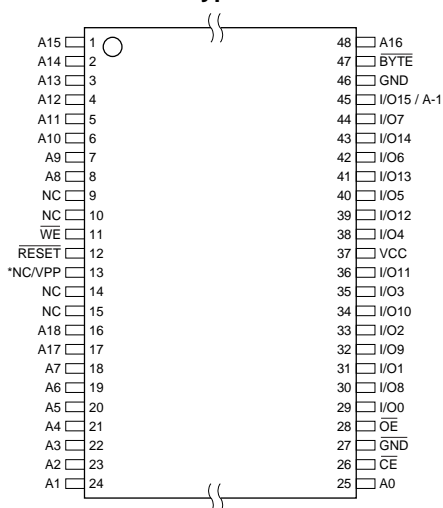 A15 1 48 A16
A14 2 47 BYTE
A13 3 46 GND
A12 4 45 I/O15 / A-1
A11 5 44 I/O7
A10 6 43 I/O14
A9 7 42 I/O6
A8 8 41 I/O13
NC 9 40 I/O5
NC 10 39 I/O12
WE 11 38 I/O4
RESET 12 37 VCC
*NC/VPP 13 36 I/O11
NC 14 35 I/O3
NC 15 34 I/O10
A18 16 33 I/O2
A17 17 32 I/O9
A7 18 31 I/O1
A6 19 30 I/O8
A5 20 29 I/O0
A4 21 28 OE
A3 22 27 GND
A2 23 26 CE
A1 24 25 A0